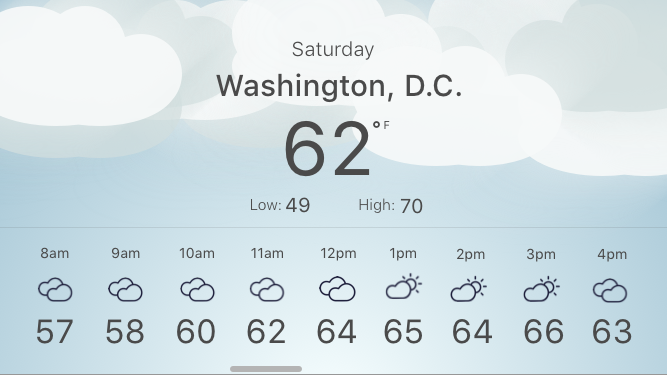 Saturday
Washington, D.C.
62°F
Low: 49 High: 70
8am 9am 10am 11am 12pm 1pm 2pm 3pm 4pm
57 58 60 62 64 65 64 66 63